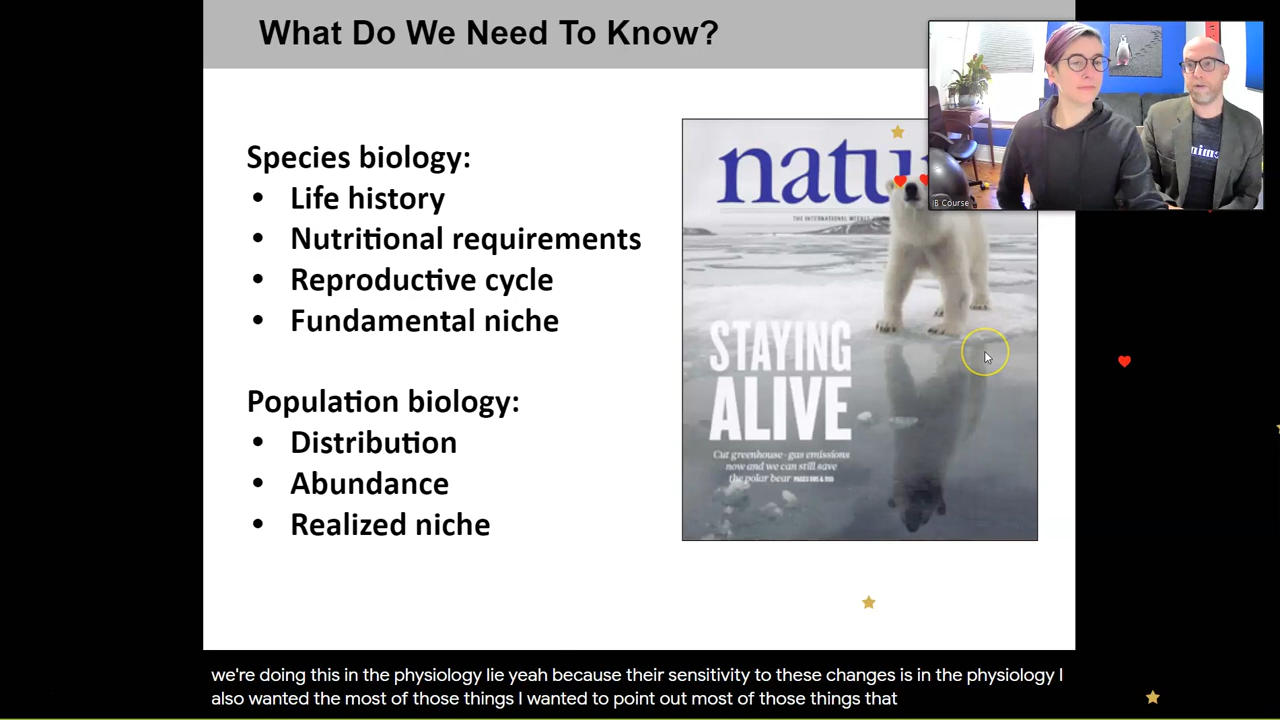 What Do We Need To Know?
Species biology:
• Life history
• Nutritional requirements
• Reproductive cycle
• Fundamental niche
Population biology:
• Distribution
• Abundance
• Realized niche
natu
THE INTERNATIONAL
STAYING
ALIVE
Cut greenhouse-gas emissions
now and we can still save
the polar bear PAGES
B Course
we're doing this in the physiology lie yeah because their sensitivity to these changes is in the physiology I
also wanted the most of those things I wanted to point out most of those things that